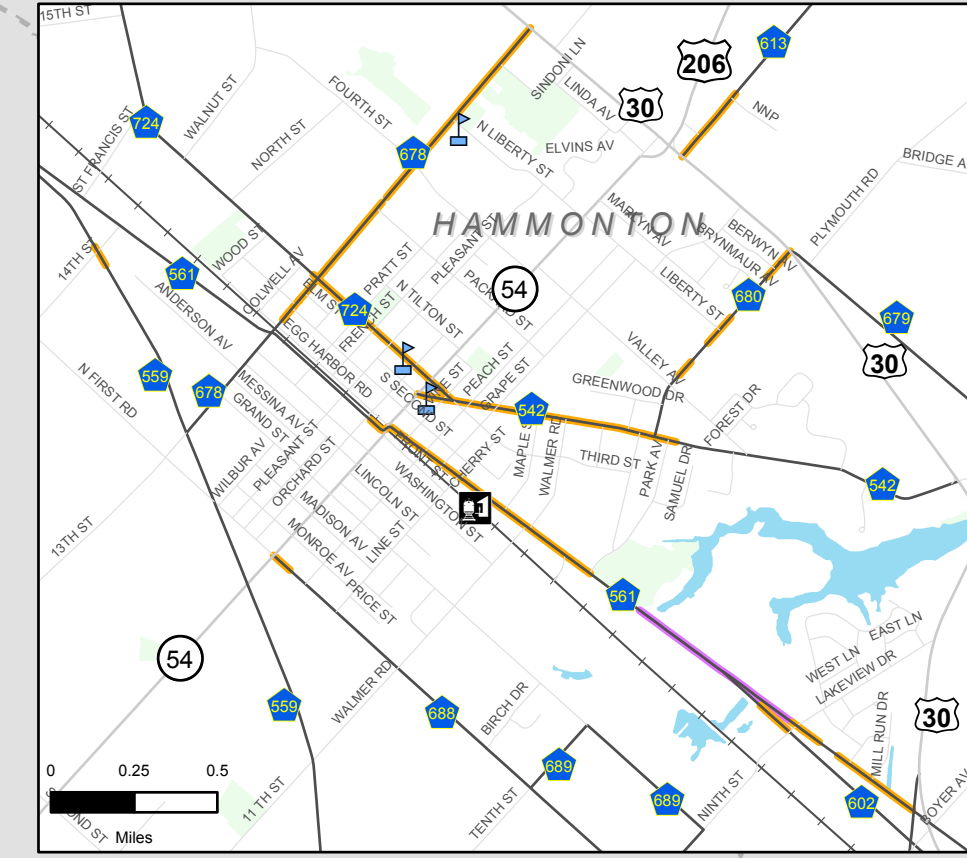 15TH ST
SINDONI LN
613
206
FOURTH ST
LINDA AV
30
WALNUT ST
NNP
724
ST FRANCIS ST
NORTH ST
678
N LIBERTY ST
ELVINS AV
BRIDGE A
PLYMOUTH RD
HAMMONTON
MARTYN AV
BERWYN AV
WOOD ST
PLEASANT ST
BRYNMAUR AV
14TH ST
561
COLWELL AV
PRATT ST
54
LIBERTY ST
680
ANDERSON AV
ELM ST
724
FRENCH ST
N TILTON ST
679
EGG HARBOR RD
VALLEY AV
30
559
PEACH ST
N FIRST RD
678
MESSINA AV
S SECOND ST
GRAPE ST
GREENWOOD DR
GRAND ST
542
FOREST DR
PLEASANT ST
WILBUR AV
ORCHARD ST
FRONT ST
CHERRY ST
MAPLE S
WALMER RD
THIRD ST
PARK AV
SAMUEL DR
542
LINCOLN ST
WASHINGTON ST
MADISON AV
LINE ST
13TH ST
MONROE AV
PRICE ST
561
EAST LN
54
WEST LN
LAKEVIEW DR
559
WALMER RD
688
BIRCH DR
30
MILL RUN DR
689
0 0.25 0.5
689
602
11 TH ST
TENTH ST
NINTH ST
BOYER AV
OND ST
Miles